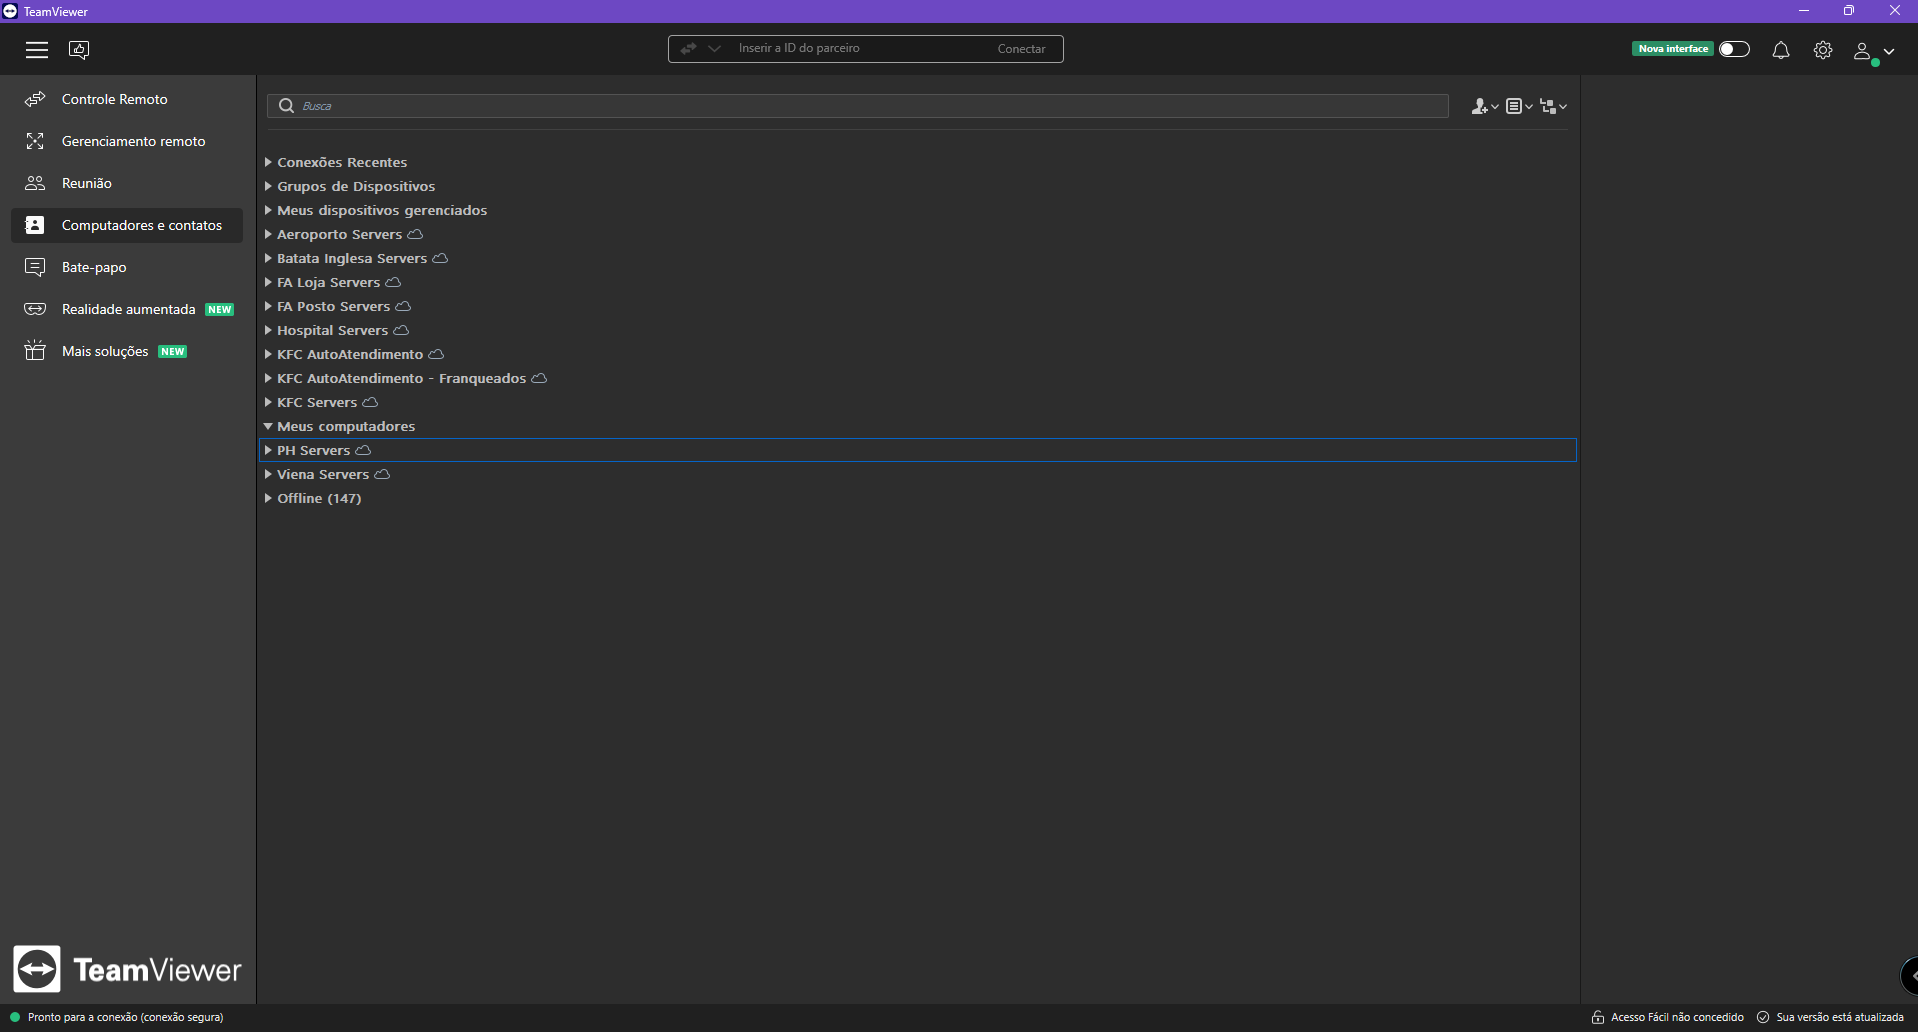 TeamViewer
Inserir a ID do parceiro Conectar
Nova interface
Controle Remoto
Gerenciamento remoto
Reunião
Computadores e contatos
Bate-papo
Realidade aumentada NEW
Mais soluções NEW
Busca
Conexões Recentes
Grupos de Dispositivos
Meus dispositivos gerenciados
Aeroporto Servers
Batata Inglesa Servers
FA Loja Servers
FA Posto Servers
Hospital Servers
KFC AutoAtendimento
KFC AutoAtendimento - Franqueados
KFC Servers
Meus computadores
PH Servers
Viena Servers
Offline (147)
TeamViewer
Pronto para a conexão (conexão segura)
Acesso Fácil não concedido
Sua versão está atualizada